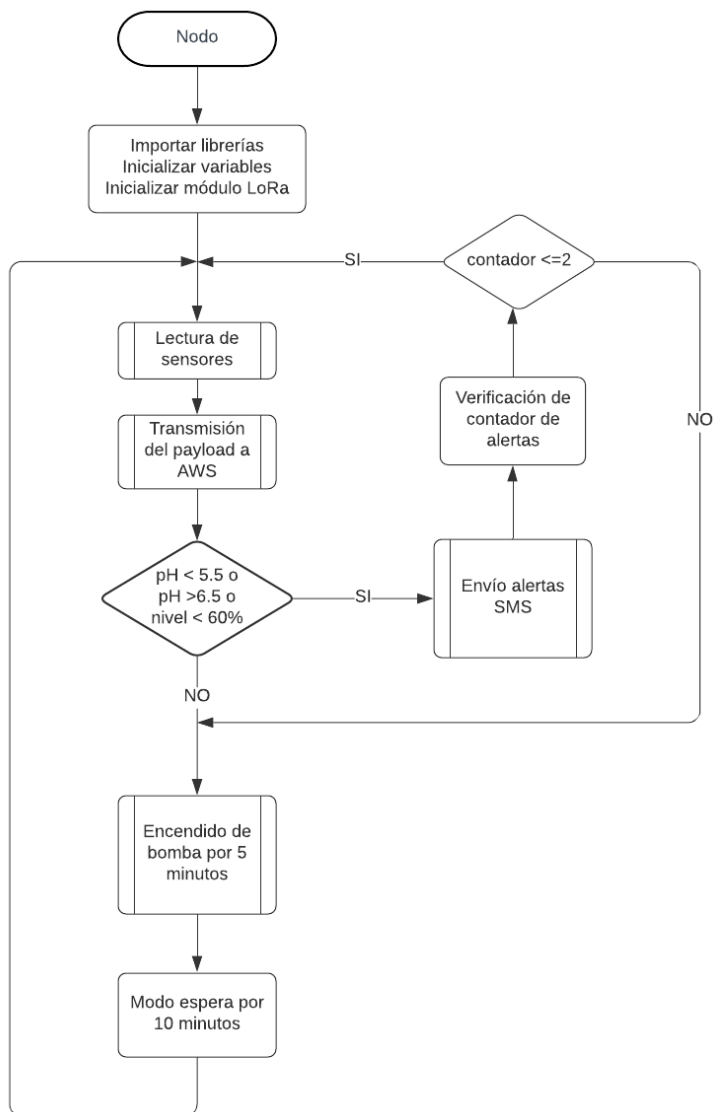 Nodo
Importar librerías
Inicializar variables
Inicializar módulo LoRa
SI
contador <=2
Lectura de
sensores
Verificación de
contador de
alertas
NO
Transmisión
del payload a
AWS
pH < 5.5 o
pH >6.5 o
nivel < 60%
SI
Envío alertas
SMS
NO
Encendido de
bomba por 5
minutos
Modo espera por
10 minutos